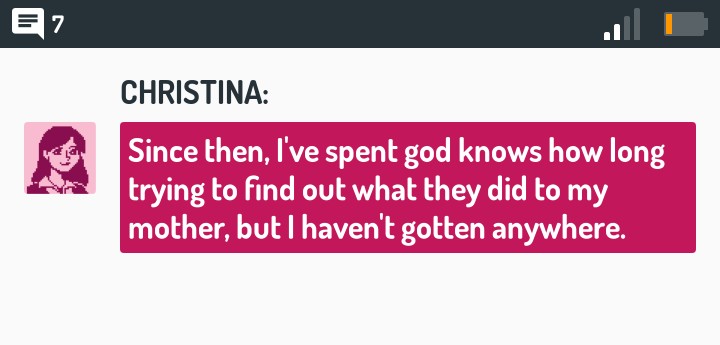 7
CHRISTINA:
Since then, I've spent god knows how long
trying to find out what they did to my
mother, but I haven't gotten anywhere.